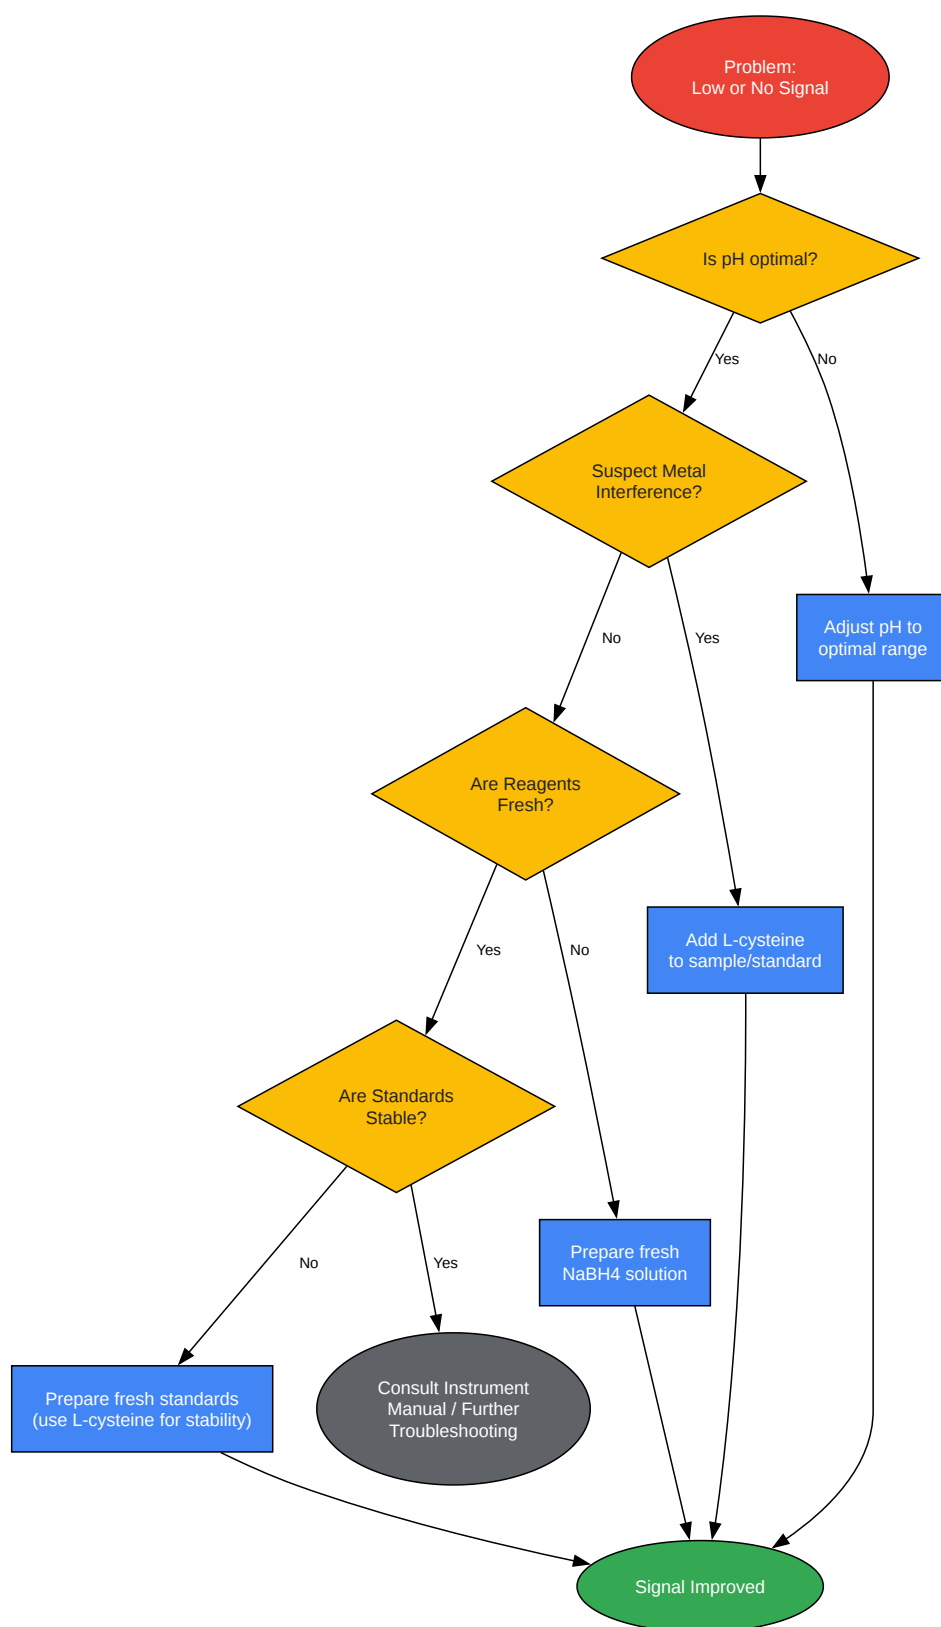 Problem:
Low or No Signal
Is pH optimal?
Yes
No
Suspect Metal
Interference?
Adjust pH to
optimal range
No
Yes
Are Reagents
Fresh?
Add L-cysteine
to sample/standard
Yes
No
Are Standards
Stable?
Prepare fresh
NaBH4 solution
No
Yes
Consult Instrument
Manual / Further
Troubleshooting
Prepare fresh standards
(use L-cysteine for stability)
Signal Improved